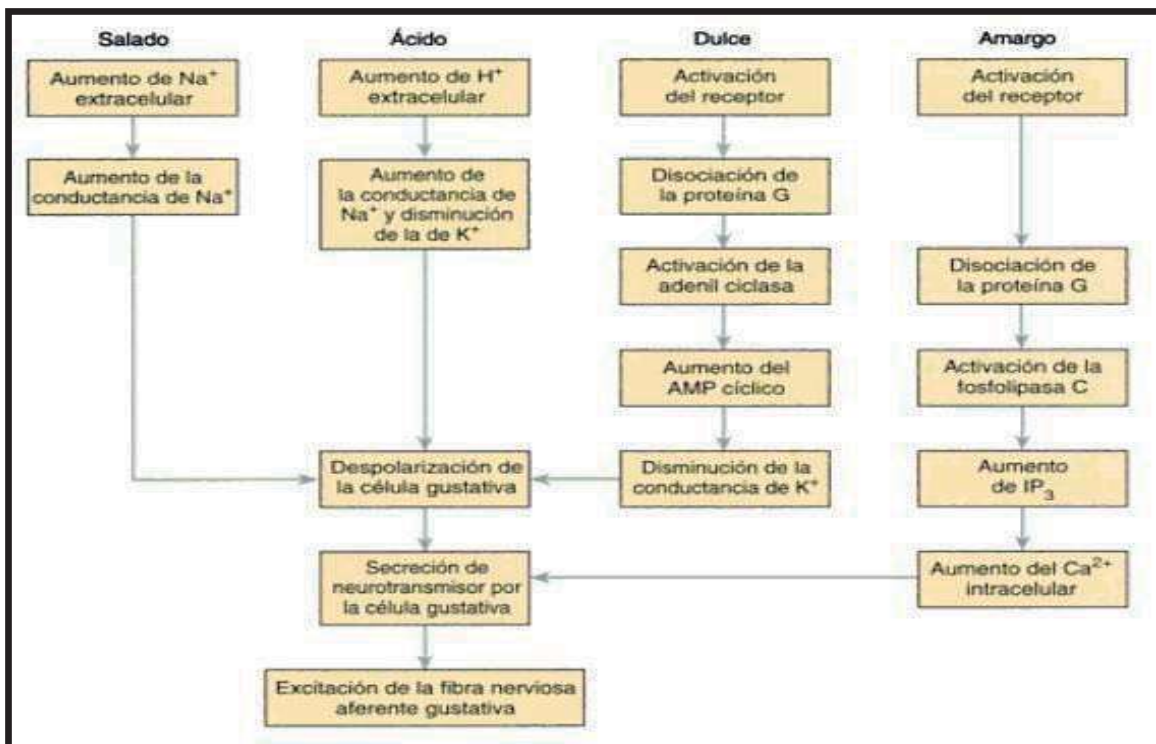 Salado
Aumento de Na⁺
extracelular
Aumento de la
conductancia de Na⁺
Ácido
Aumento de H⁺
extracelular
Aumento de
la conductancia de
Na⁺ y disminución
de la de K⁺
Despolarización de
la célula gustativa
Secreción de
neurotransmisor por
la célula gustativa
Excitación de la fibra nerviosa
aferente gustativa
Dulce
Activación
del receptor
Disociación de
la proteína G
Activación de la
adenil ciclasa
Aumento del
AMP cíclico
Disminución de la
conductancia de K⁺
Amargo
Activación
del receptor
Disociación de
la proteína G
Activación de la
fosfolipasa C
Aumento
de IP₃
Aumento del Ca²⁺
intracelular